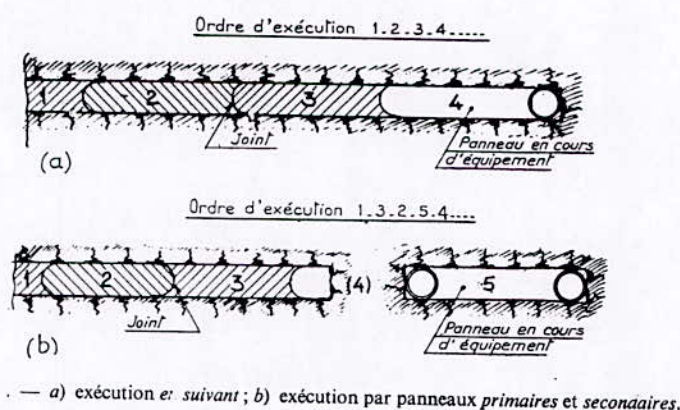 Ordre d'exécution 1.2.3.4.....
1 2 3 4
Joint
Panneau en cours
d'équipement
(a)
Ordre d'exécution 1.3.2.5.4....
1 2 3 (4) 5
Joint
Panneau en cours
d'équipement
(b)
. — a) exécution en suivant ; b) exécution par panneaux primaires et secondaires.